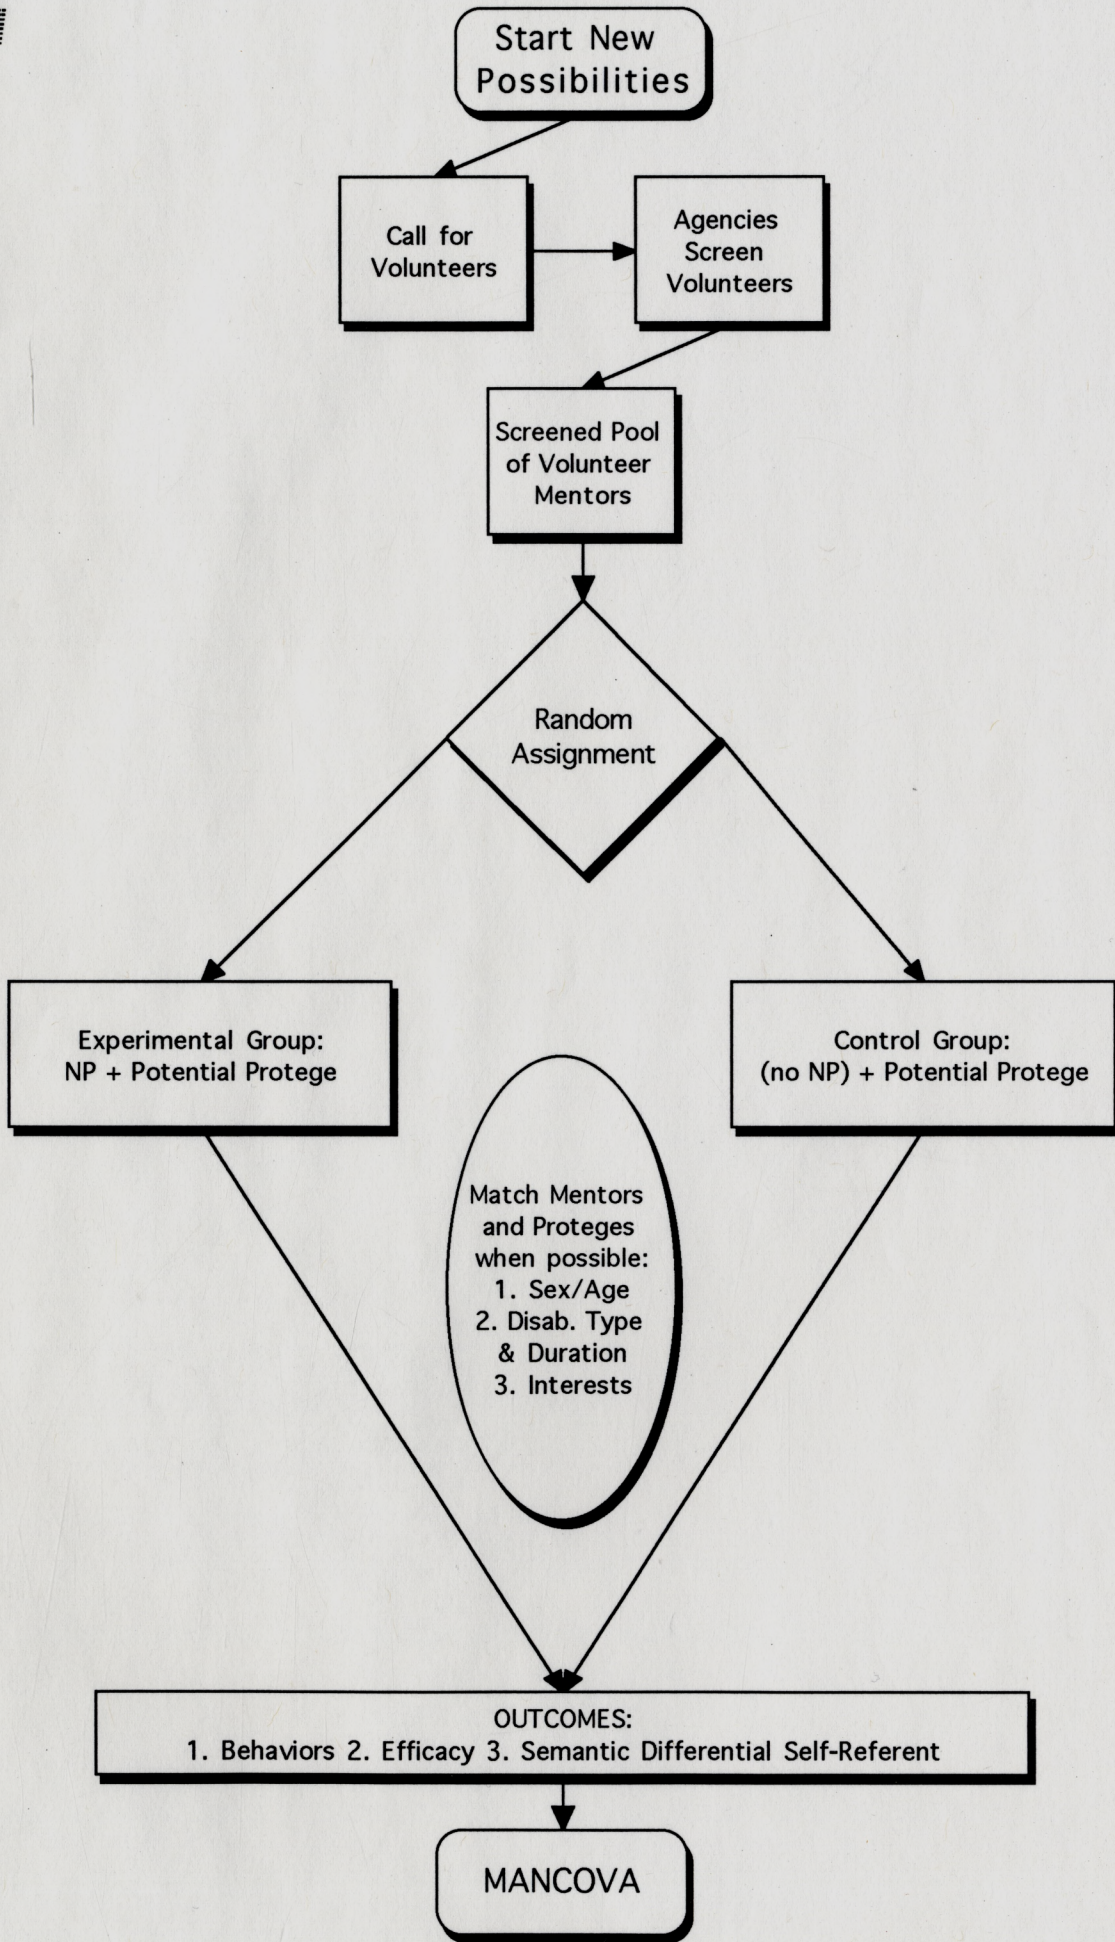 Start New
Possibilities
Call for
Volunteers
Agencies
Screen
Volunteers
Screened Pool
of Volunteer
Mentors
Random
Assignment
Experimental Group:
NP + Potential Protege
Control Group:
(no NP) + Potential Protege
Match Mentors
and Proteges
when possible:
1. Sex/Age
2. Disab. Type
& Duration
3. Interests
OUTCOMES:
1. Behaviors 2. Efficacy 3. Semantic Differential Self-Referent
MANCOVA